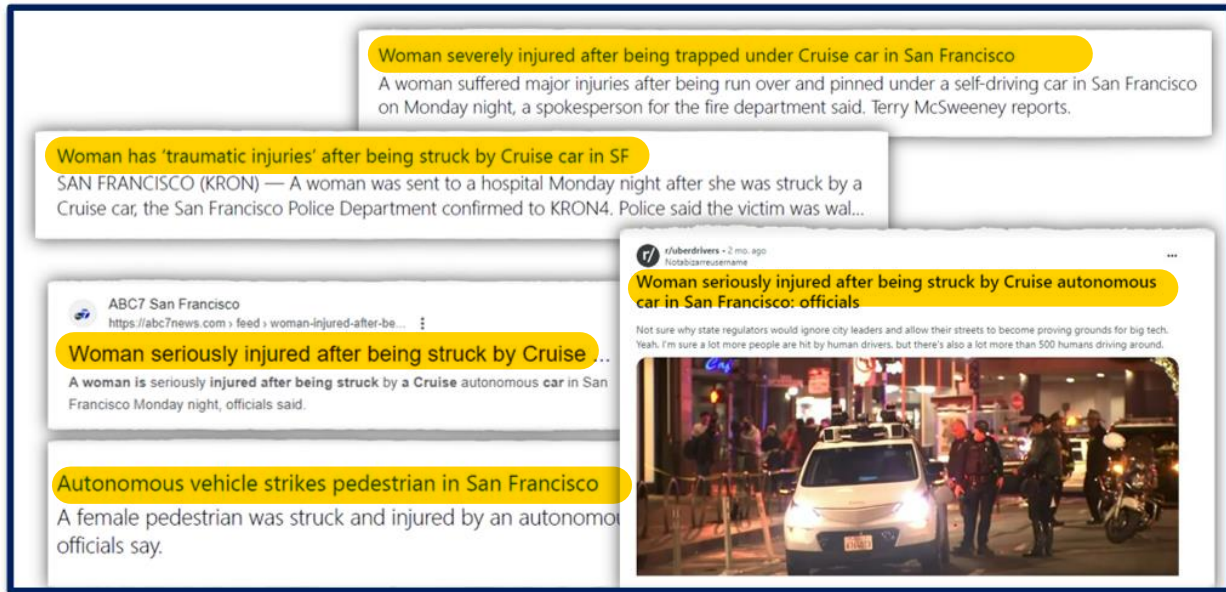 Woman severely injured after being trapped under Cruise car in San Francisco
A woman suffered major injuries after being run over and pinned under a self-driving car in San Francisco
on Monday night, a spokesperson for the fire department said. Terry McSweeney reports.
Woman has ‘traumatic injuries’ after being struck by Cruise car in SF
SAN FRANCISCO (KRON) — A woman was sent to a hospital Monday night after she was struck by a
Cruise car, the San Francisco Police Department confirmed to KRON4. Police said the victim was wal...
ABC7 San Francisco
https://abc7news.com › feed › woman-injured-after-be...
Woman seriously injured after being struck by Cruise ...
A woman is seriously injured after being struck by a Cruise autonomous car in San
Francisco Monday night, officials said.
Autonomous vehicle strikes pedestrian in San Francisco
A female pedestrian was struck and injured by an
officials say.
r/
r/uberdrivers • 2 mo. ago
Notabizarreusername
Woman seriously injured after being struck by Cruise autonomous
car in San Francisco: officials
Not sure why state regulators would ignore city leaders and allow their streets to become proving grounds for big tech.
Yeah. I'm sure a lot more people are hit by human drivers, but there's also a lot more than 500 humans driving around.